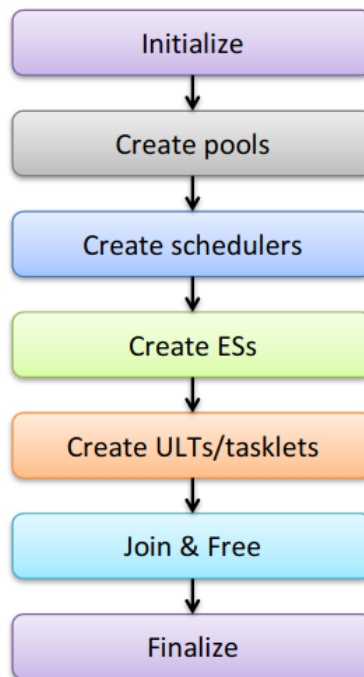 Initialize
Create pools
Create schedulers
Create ESs
Create ULTs/tasklets
Join & Free
Finalize